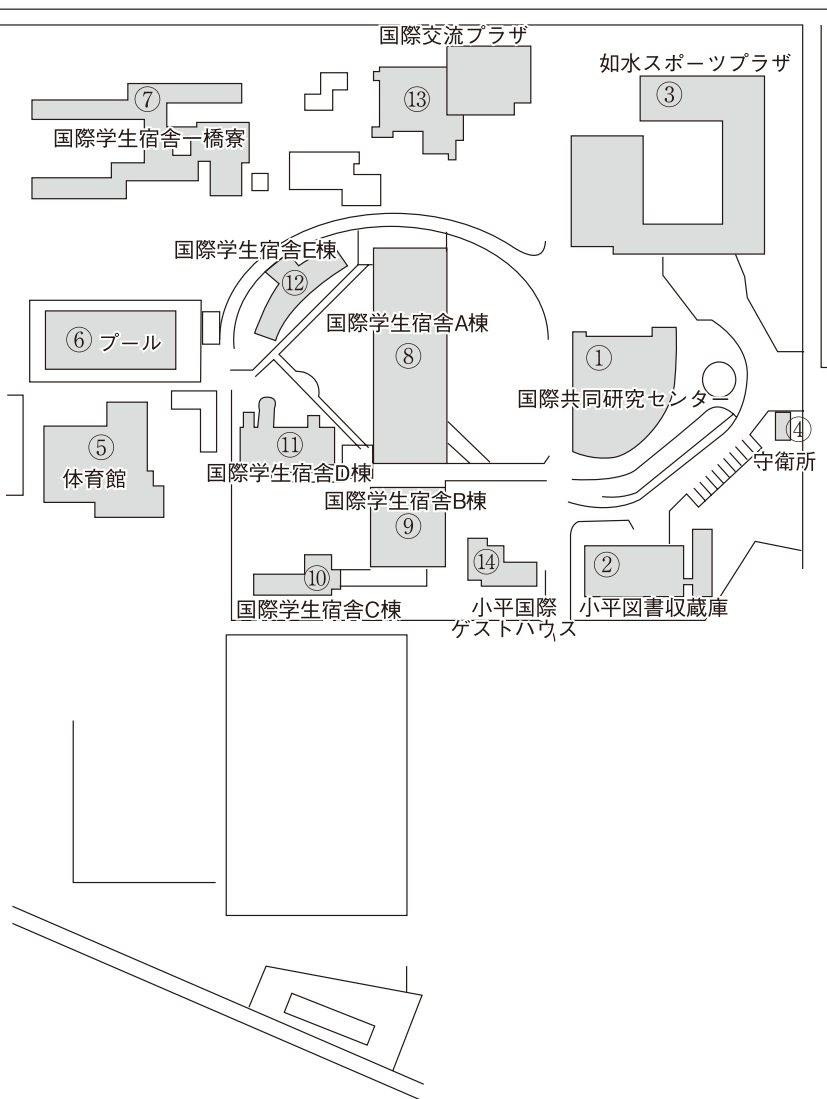 国際交流プラザ
⑬
如水スポーツプラザ
③
⑦
国際学生宿舎一橋寮
国際学生宿舎E棟
⑫
国際学生宿舎A棟
⑧
⑥ プール
①
国際共同研究センター
④
守衛所
⑤
体育館
⑪
国際学生宿舎D棟
国際学生宿舎B棟
⑨
⑩
国際学生宿舎C棟
⑭
小平国際
ゲストハウス
②
小平図書収蔵庫